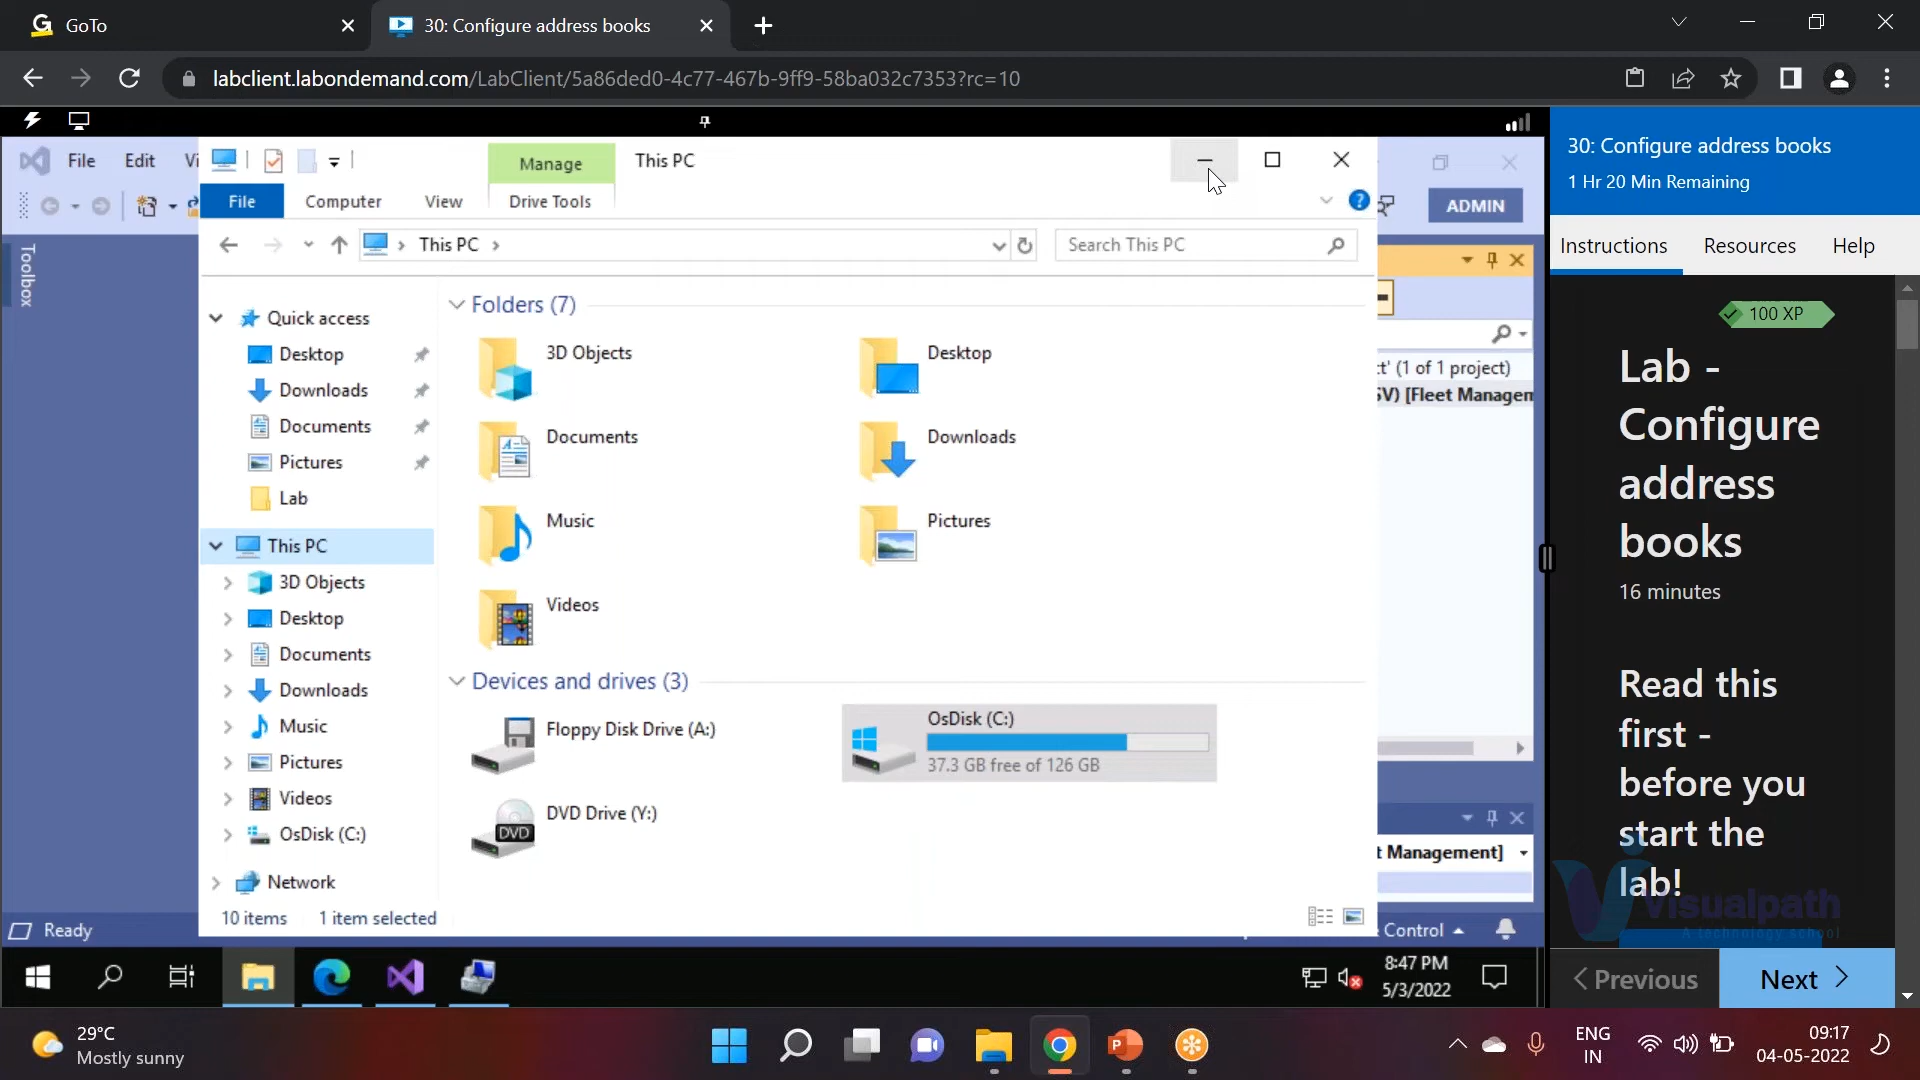 GoTo
30: Configure address books
labclient.labondemand.com/LabClient/5a86ded0-4c77-467b-9ff9-58ba032c7353?rc=10
File Edit Vi
Manage This PC
File Computer View Drive Tools
ADMIN
This PC
Search This PC
Toolbox
Quick access
Desktop
Downloads
Documents
Pictures
Lab
This PC
3D Objects
Desktop
Documents
Downloads
Music
Pictures
Videos
OsDisk (C:)
Network
Folders (7)
3D Objects
Desktop
Documents
Downloads
Music
Pictures
Videos
Devices and drives (3)
Floppy Disk Drive (A:)
OsDisk (C:)
37.3 GB free of 126 GB
DVD
DVD Drive (Y:)
10 items 1 item selected
ct' (1 of 1 project)
SV) [Fleet Managem
t Management]
Control
Ready
8:47 PM
5/3/2022
30: Configure address books
1 Hr 20 Min Remaining
Instructions Resources Help
100 XP
Lab -
Configure
address
books
16 minutes
Read this
first -
before you
start the
lab!
Visualpath
A technology school
Previous
Next
29°C
Mostly sunny
ENG
IN
09:17
04-05-2022